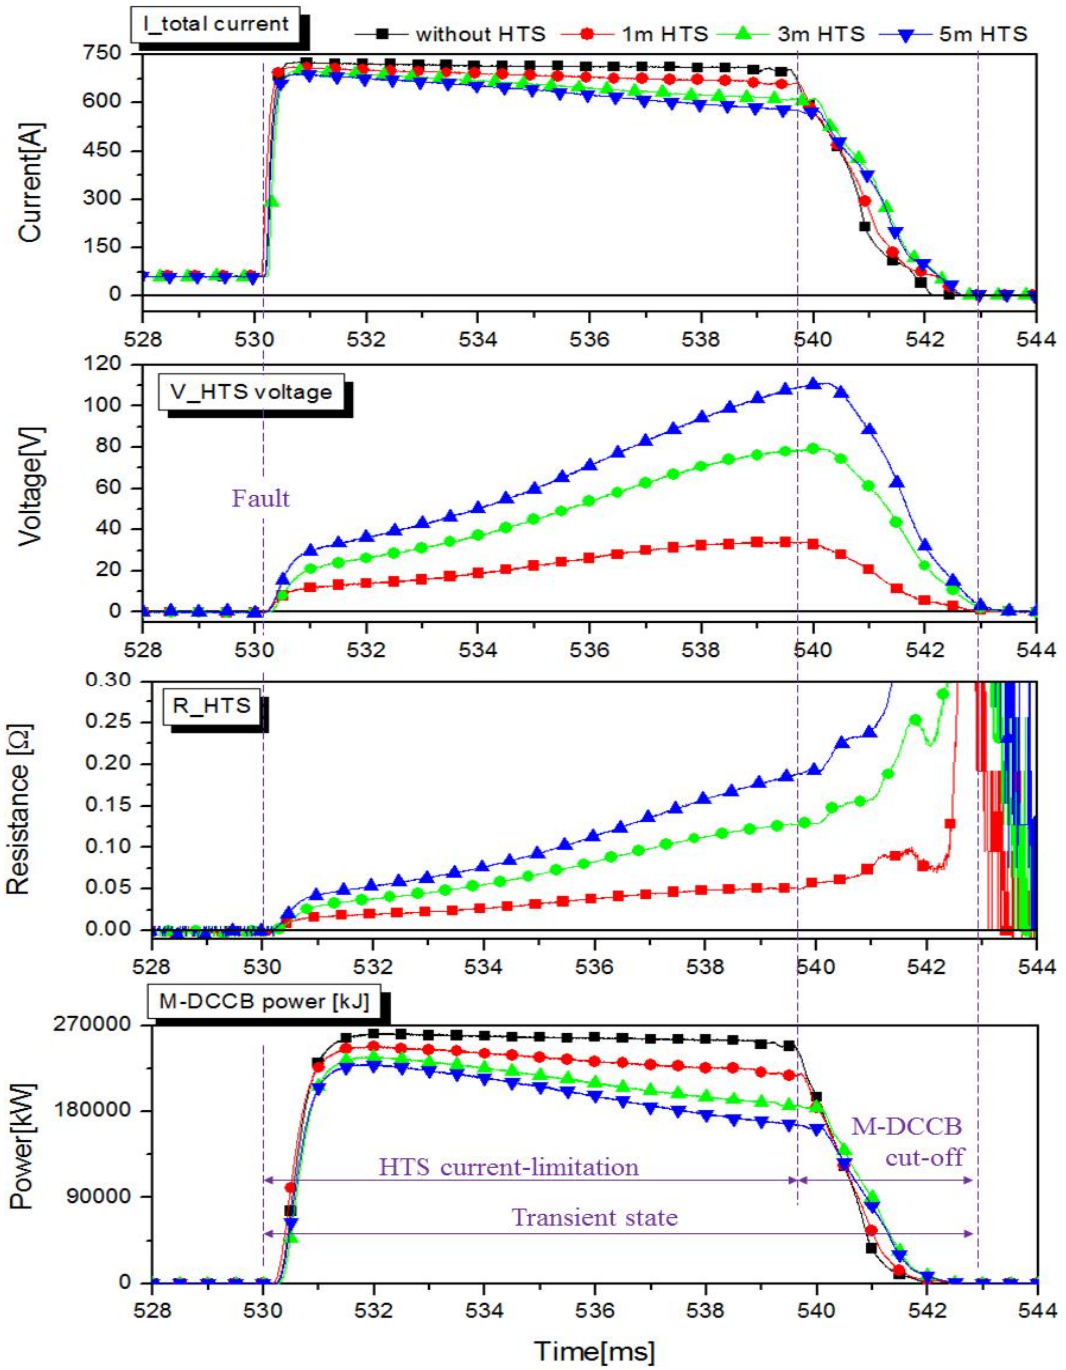 I_total current
without HTS 1m HTS 3m HTS 5m HTS
750
600
450
300
150
0
Current[A]
528 530 532 534 536 538 540 542 544
V_HTS voltage
120
100
80
60
40
20
0
Voltage[V]
Fault
528 530 532 534 536 538 540 542 544
R_HTS
0.30
0.25
0.20
0.15
0.10
0.05
0.00
Resistance [Ω]
528 530 532 534 536 538 540 542 544
M-DCCB power [kJ]
270000
180000
90000
0
Power[kW]
M-DCCB
cut-off
HTS current-limitation
Transient state
528 530 532 534 536 538 540 542 544
Time[ms]